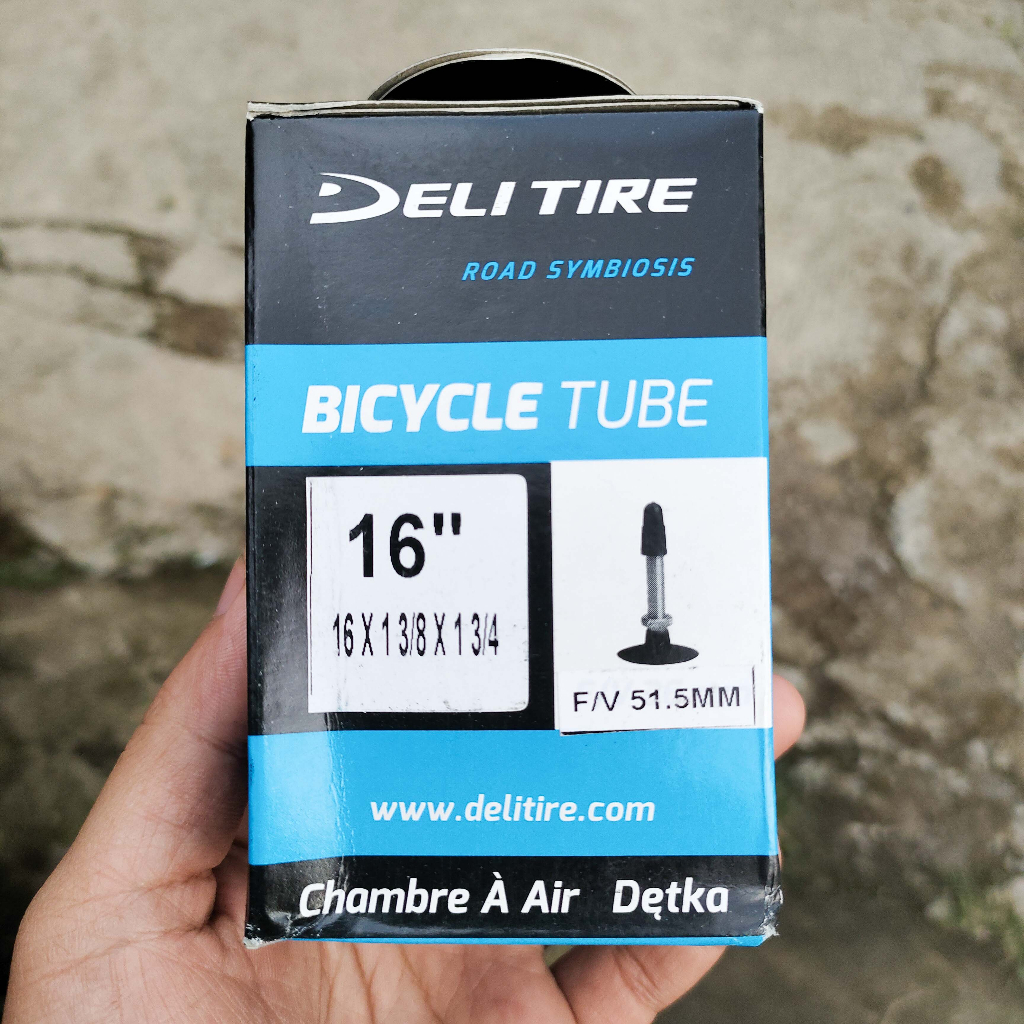 DELI TIRE
ROAD SYMBIOSIS
BICYCLE TUBE
16"
16 X 1 3/8 X 1 3/4
F/V 51.5MM
www.delitire.com
Chambre À Air Dętka